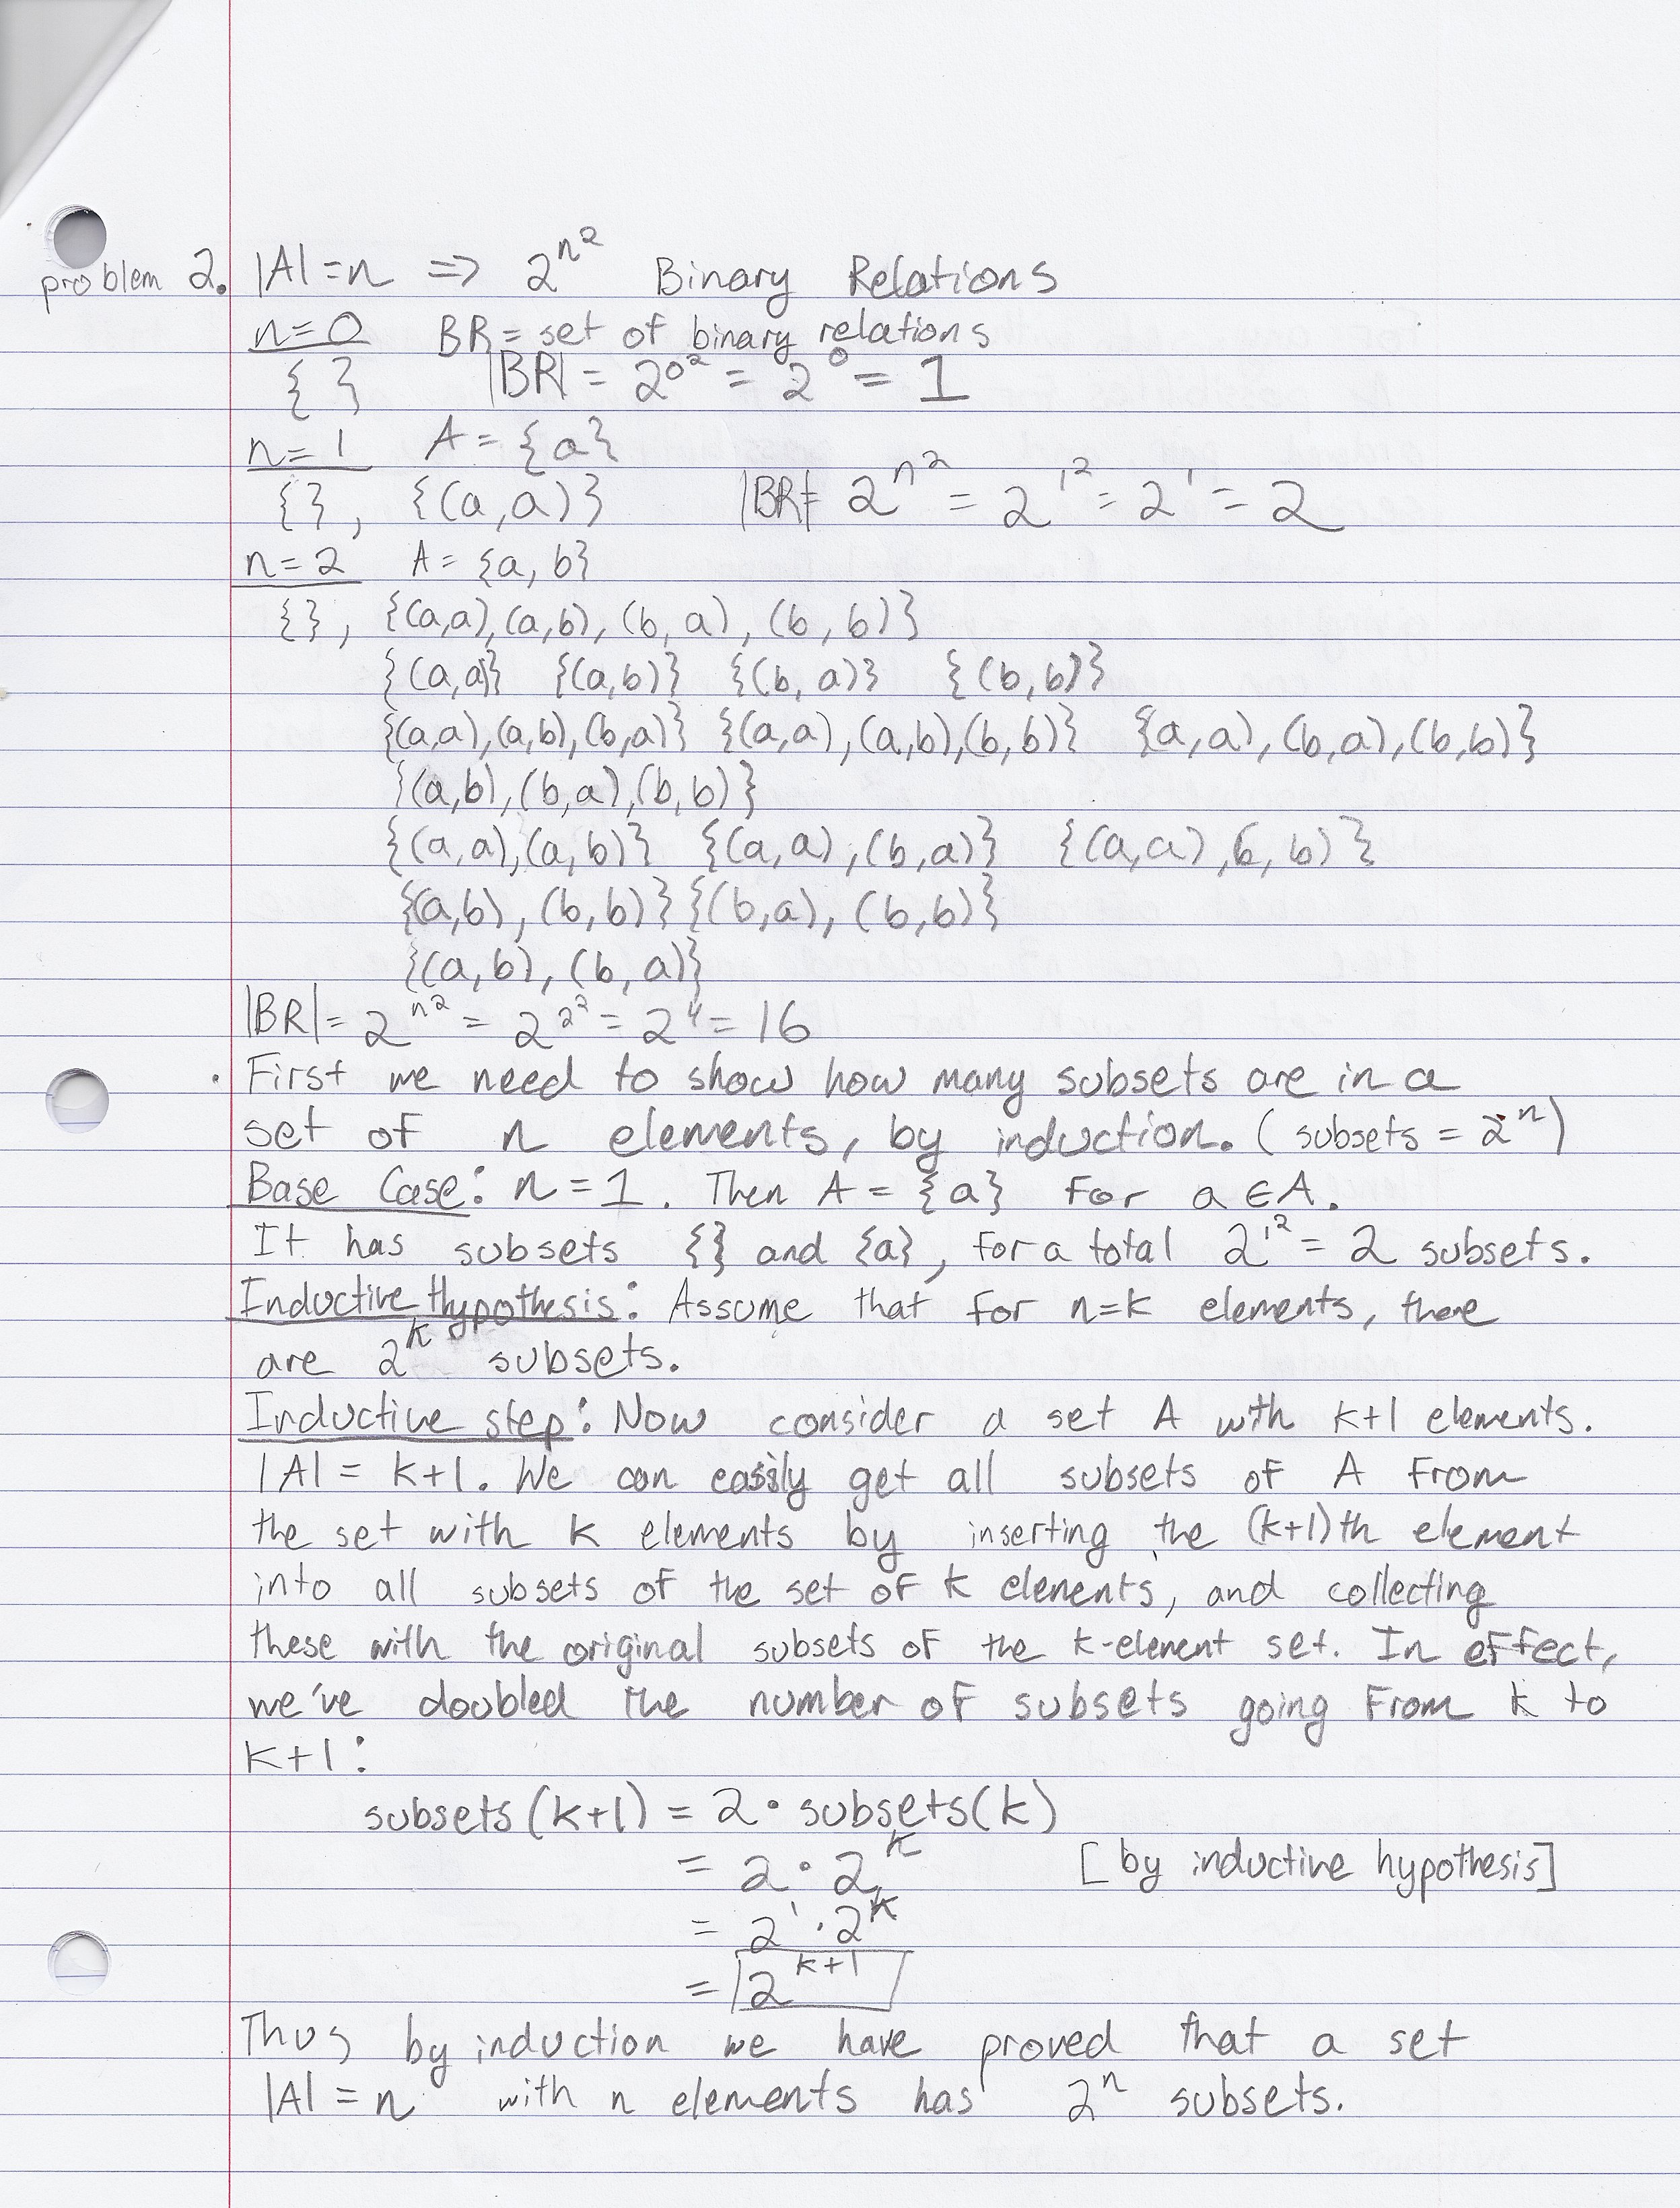 problem 2. |A| = n => 2^n^2 Binary Relations
n=0 BR = set of binary relations
{ } |BR| = 2^0^2 = 2^0 = 1
n=1 A = {a}
{}, {(a,a)} |BR|= 2^n^2 = 2^1^2 = 2^1 = 2
n=2 A = {a, b}
{}, {(a,a),(a,b),(b,a),(b,b)}
{(a,a)} {(a,b)} {(b,a)} {(b,b)}
{(a,a),(a,b),(b,a)} {(a,a),(a,b),(b,b)} {a,a),(b,a),(b,b)}
{(a,b),(b,a),(b,b)}
{(a,a),(a,b)} {(a,a),(b,a)} {(a,a),(b,b)}
{(a,b),(b,b)} {(b,a),(b,b)}
{(a,b),(b,a)}
|BR| = 2^n^2 = 2^2^2 = 2^4 = 16
. First we need to show how many subsets are in a
set of n elements, by induction. (subsets = 2^n)
Base Case: n = 1. Then A = {a} for a ∈ A.
It has subsets {} and {a}, for a total 2^1^2 = 2 subsets.
Inductive Hypothesis: Assume that for n=k elements, there
are 2^k subsets.
Inductive step: Now consider a set A with k+1 elements.
|A| = k+1. We can easily get all subsets of A from
the set with k elements by inserting the (k+1)th element
into all subsets of the set of k elements, and collecting
these with the original subsets of the k-element set. In effect,
we've doubled the number of subsets going from k to
k+1:
subsets(k+1) = 2 • subsets(k)
= 2 • 2^k [by inductive hypothesis]
= 2^1 • 2^k
= 2^k+1
Thus by induction we have proved that a set
|A| = n with n elements has 2^n subsets.